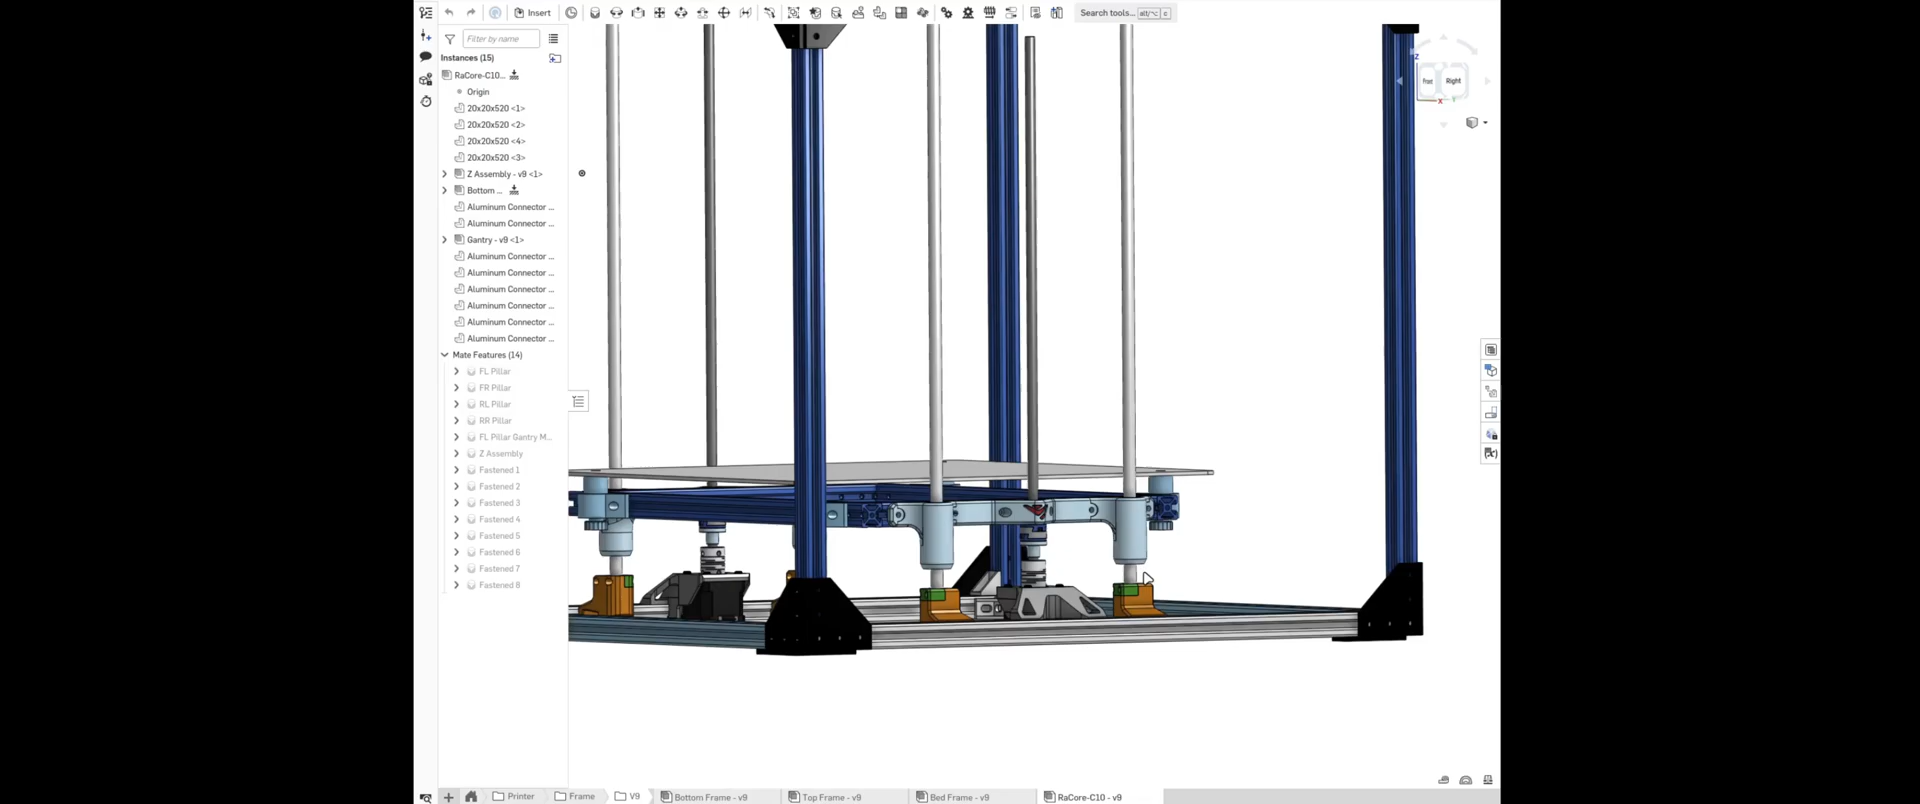 Insert
Search tools... alt/⌥ c
Filter by name
Instances (15)
RaCore-C10...
Origin
20x20x520 <1>
20x20x520 <2>
20x20x520 <4>
20x20x520 <3>
Z Assembly - v9 <1>
Bottom ...
Aluminum Connector ...
Aluminum Connector ...
Gantry - v9 <1>
Aluminum Connector ...
Aluminum Connector ...
Aluminum Connector ...
Aluminum Connector ...
Aluminum Connector ...
Aluminum Connector ...
Mate Features (14)
FL Pillar
FR Pillar
RL Pillar
RR Pillar
FL Pillar Gantry M...
Z Assembly
Fastened 1
Fastened 2
Fastened 3
Fastened 4
Fastened 5
Fastened 6
Fastened 7
Fastened 8
Z
Front Right
X Y
(x)
Printer Frame V9 Bottom Frame - v9 Top Frame - v9 Bed Frame - v9 RaCore-C10 - v9